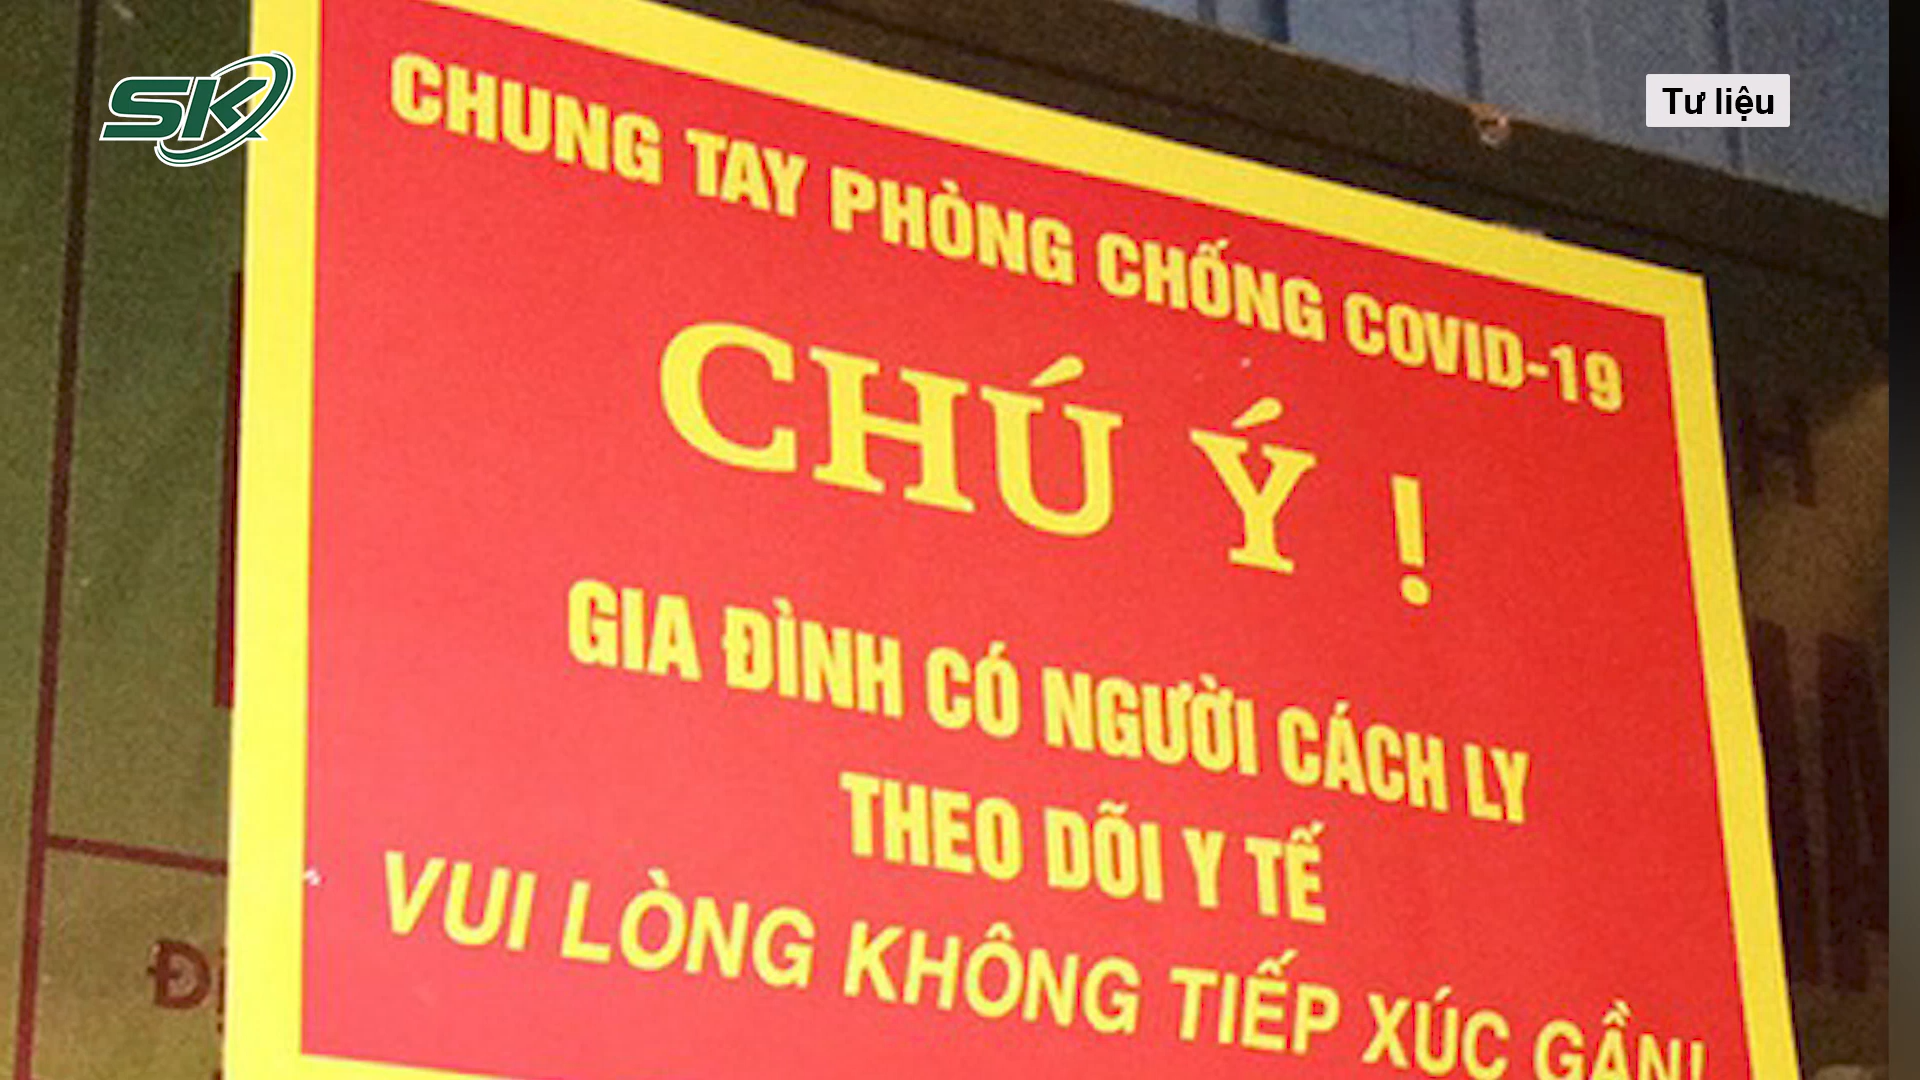 SK
Tư liệu
CHUNG TAY PHÒNG CHỐNG COVID-19
CHÚ Ý !
GIA ĐÌNH CÓ NGƯỜI CÁCH LY
THEO DÕI Y TẾ
VUI LÒNG KHÔNG TIẾP XÚC GẦN!